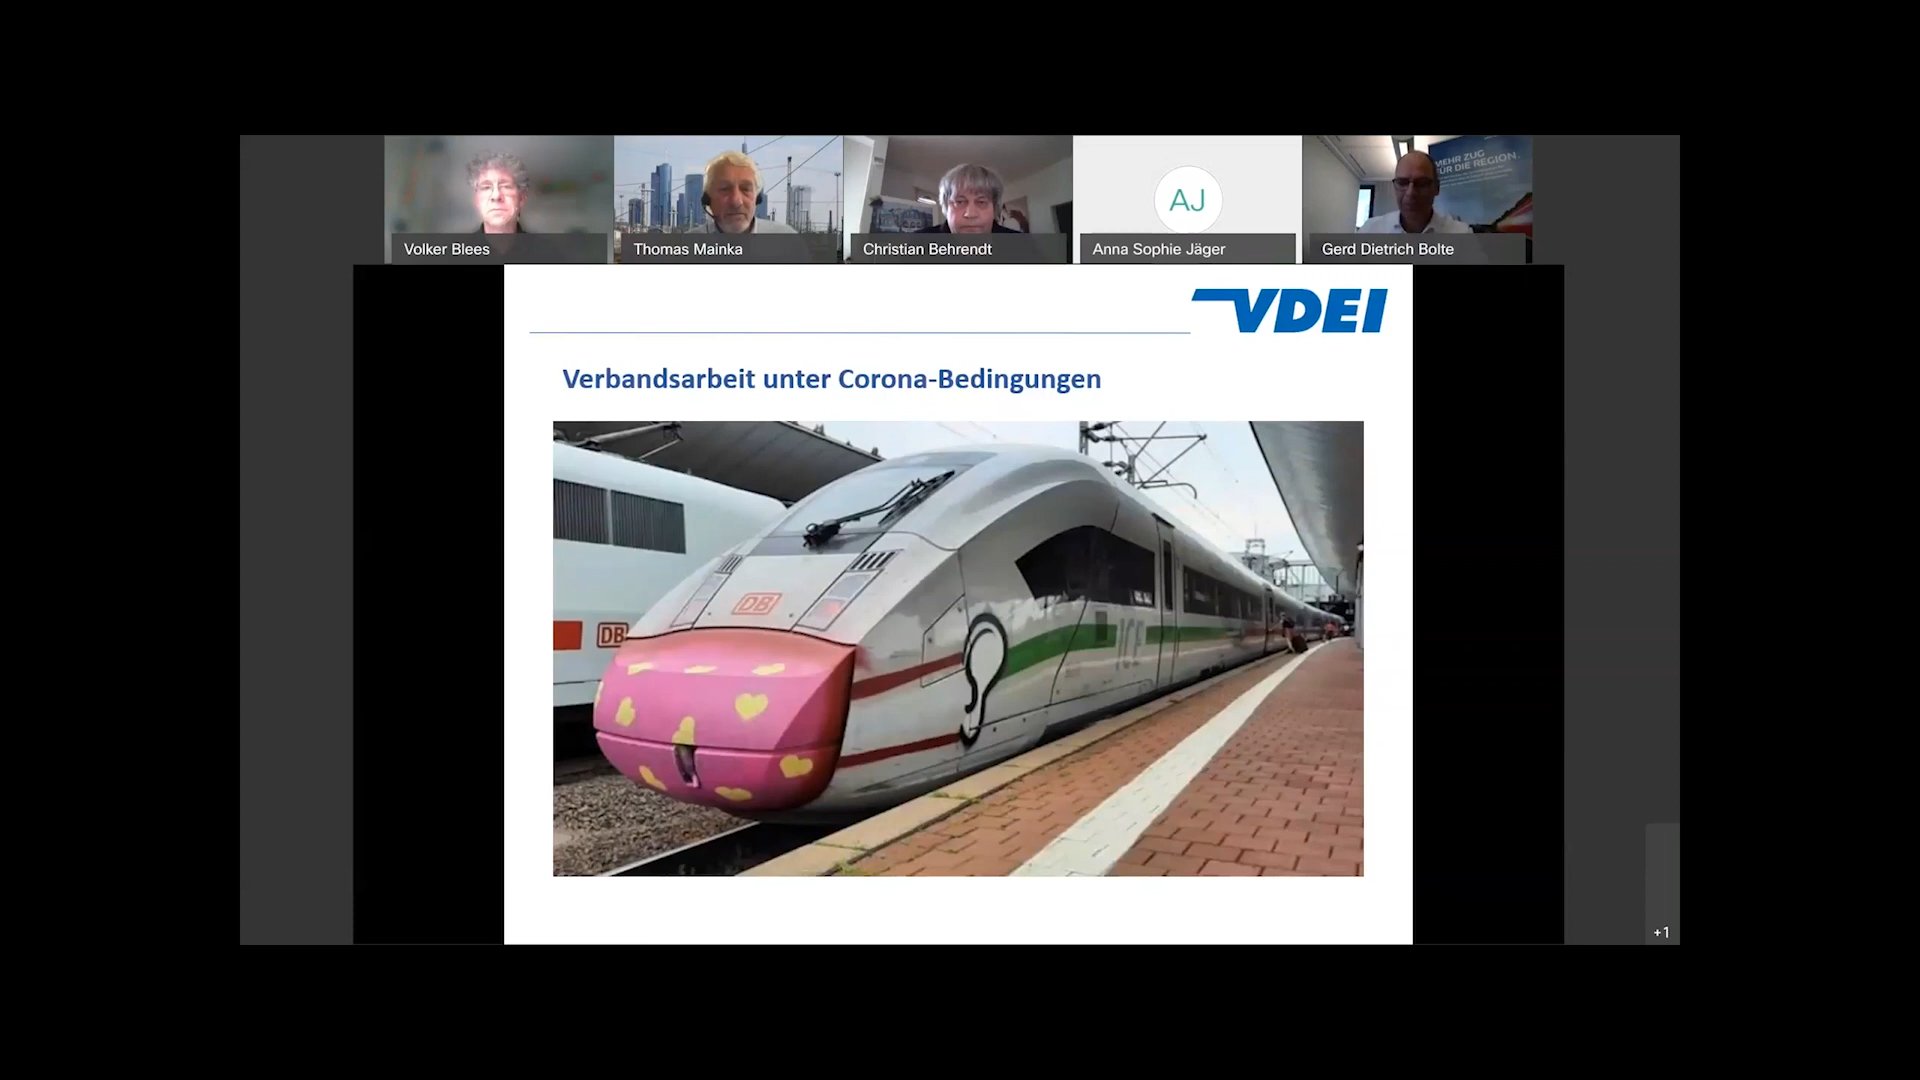 MEHR ZUG
FÜR DIE REGION.
AJ
Volker Blees
Thomas Mainka
Christian Behrendt
Anna Sophie Jäger
Gerd Dietrich Bolte
VDEI
Verbandsarbeit unter Corona-Bedingungen
DB
DB
ICE
+1